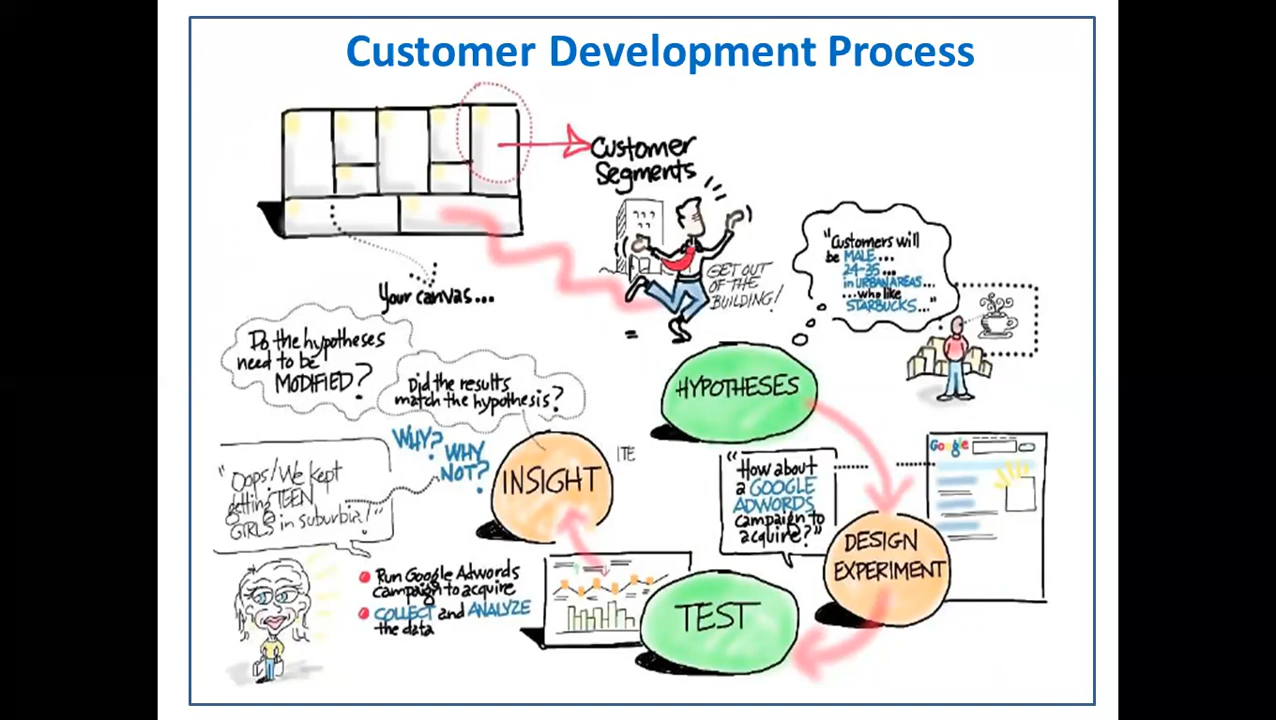 Customer Development Process
Customer
Segments
GET OUT
OF THE
BUILDING!
Your canvas...
"Customers will
be MALE...
24-35...
in URBAN AREAS...
...who like
STARBUCKS..."
HYPOTHESES
Do the hypotheses
need to be
MODIFIED?
Did the results
match the hypothesis?
WHY?
WHY
NOT?
INSIGHT
TE
"Oops! We kept
getting TEEN
GIRLS in suburbia!"
"How about
a GOOGLE
ADWORDS
campaign to
acquire?"
Google
DESIGN
EXPERIMENT
TEST
Run Google Adwords
campaign to acquire
COLLECT and ANALYZE
the data